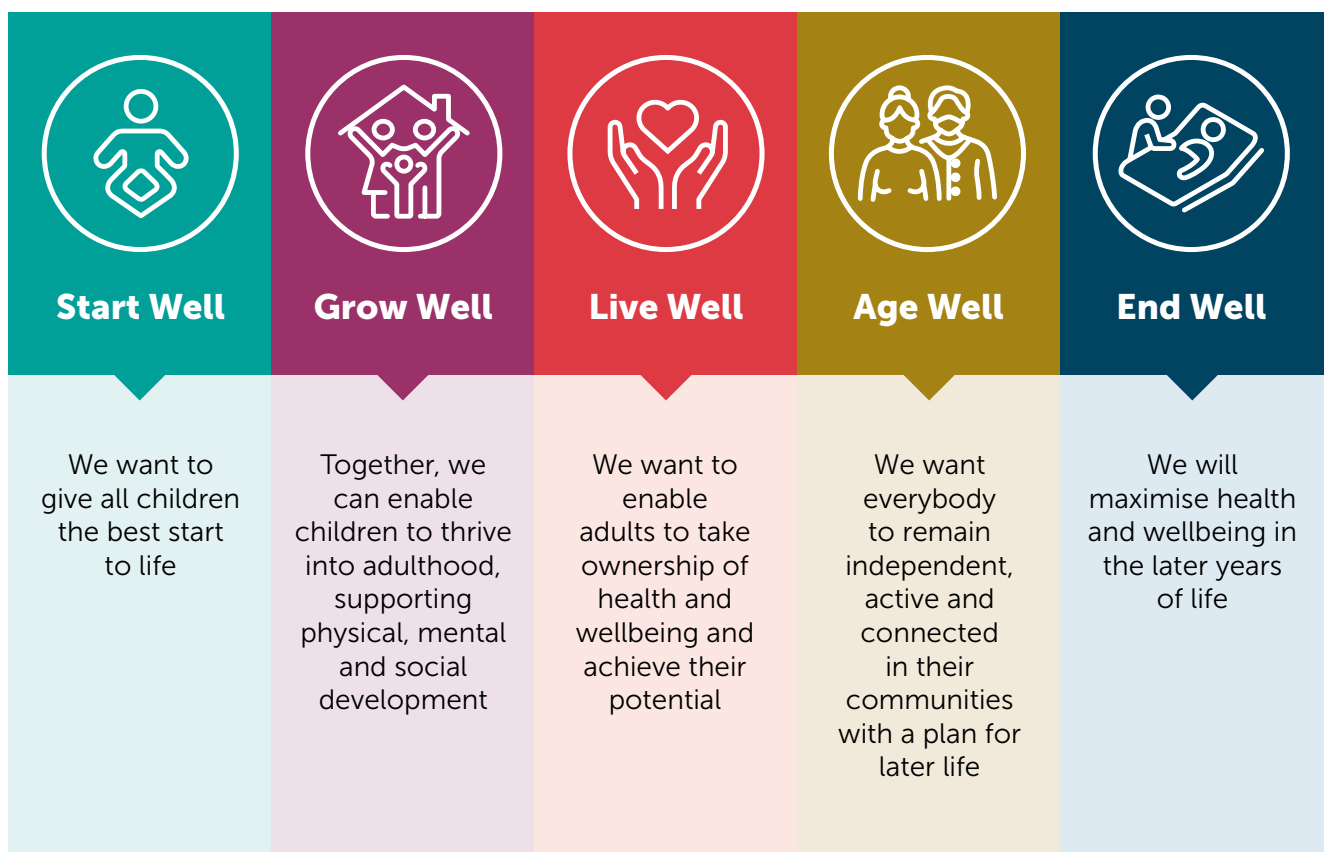 Start Well
We want to
give all children
the best start
to life
Grow Well
Together, we
can enable
children to thrive
into adulthood,
supporting
physical, mental
and social
development
Live Well
We want to
enable
adults to take
ownership of
health and
wellbeing and
achieve their
potential
Age Well
We want
everybody
to remain
independent,
active and
connected
in their
communities
with a plan for
later life
End Well
We will
maximise health
and wellbeing in
the later years
of life